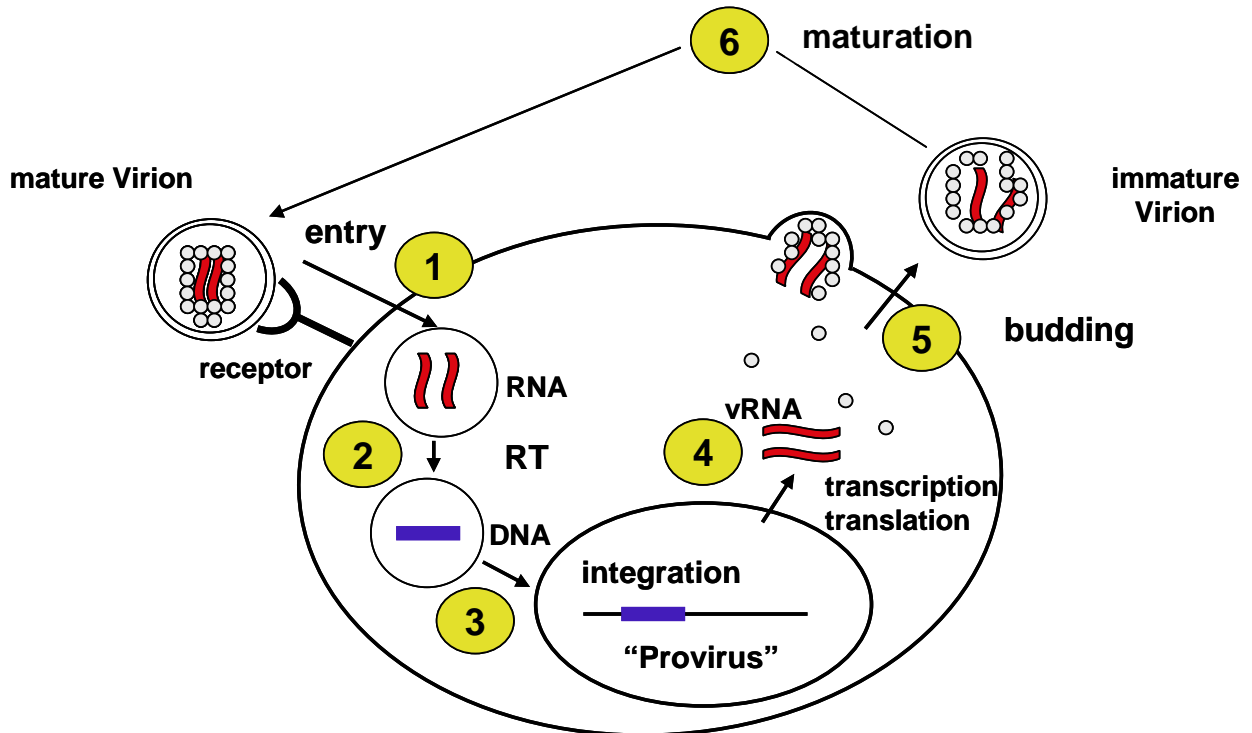 6
maturation
mature Virion
immature
Virion
entry
1
receptor
RNA
5
budding
2
RT
4
vRNA
transcription
translation
DNA
3
integration
“Provirus”